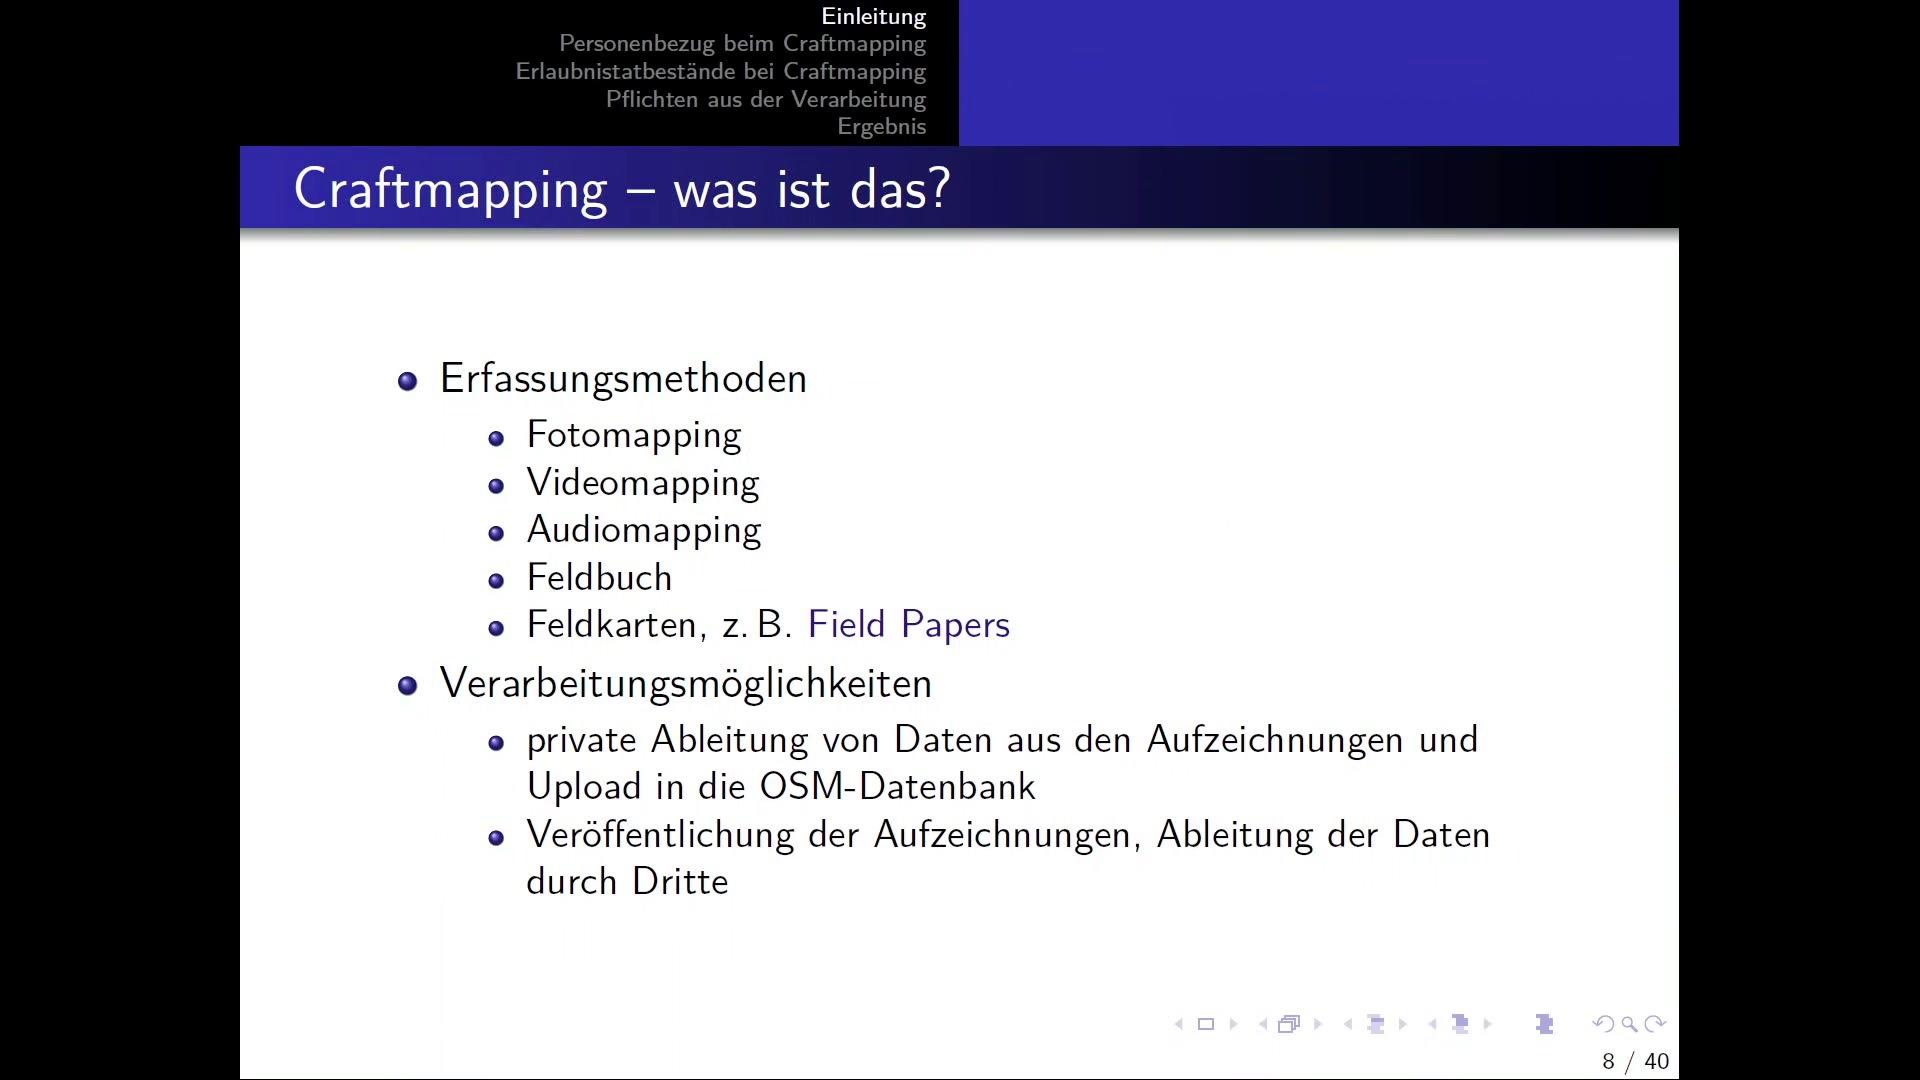 Einleitung
Personenbezug beim Craftmapping
Erlaubnistatbestände bei Craftmapping
Pflichten aus der Verarbeitung
Ergebnis
Craftmapping – was ist das?
Erfassungsmethoden
Fotomapping
Videomapping
Audiomapping
Feldbuch
Feldkarten, z. B. Field Papers
Verarbeitungsmöglichkeiten
private Ableitung von Daten aus den Aufzeichnungen und
Upload in die OSM-Datenbank
Veröffentlichung der Aufzeichnungen, Ableitung der Daten
durch Dritte
8 / 40